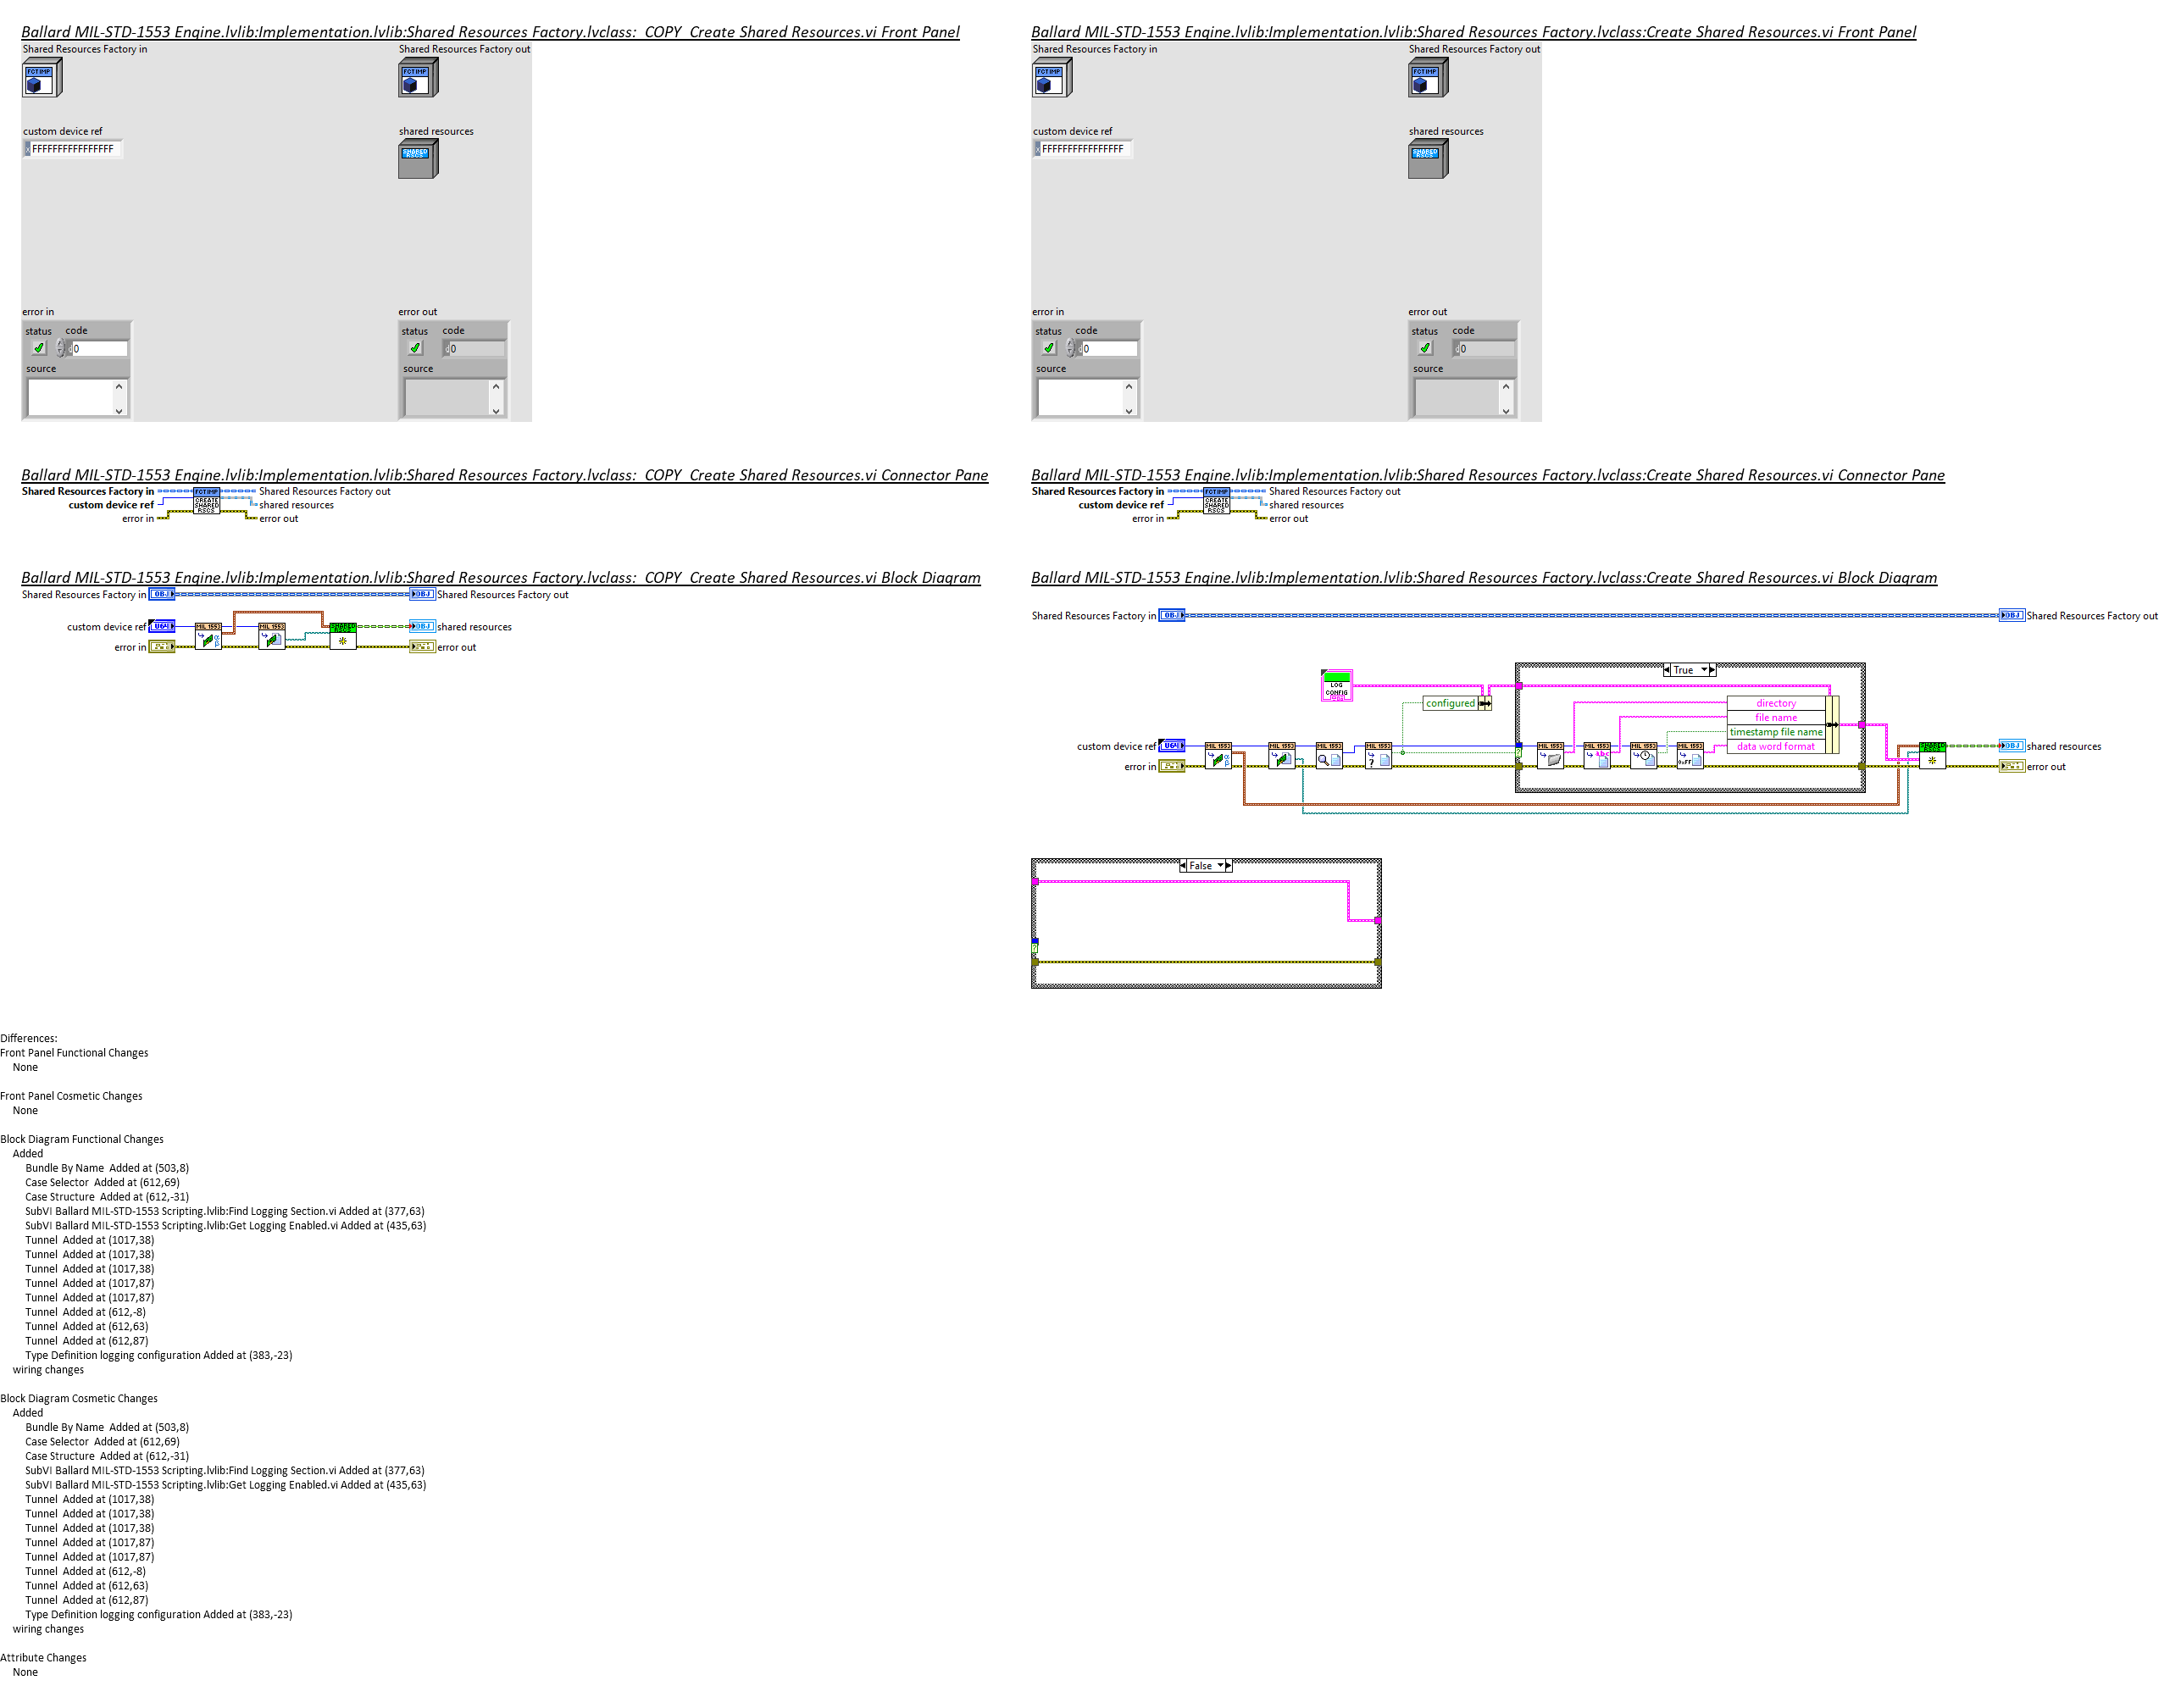 Ballard MIL-STD-1553 Engine.lvlib:Implementation.lvlib:Shared Resources Factory.lvclass:  COPY  Create Shared Resources.vi Front Panel
Shared Resources Factory in
Shared Resources Factory out
FCT IMP
FCT IMP
custom device ref
shared resources
x FFFFFFFFFFFFFFFF
SHARED
RSCS
error in
error out
status code
status code
0
d0
source
source
Ballard MIL-STD-1553 Engine.lvlib:Implementation.lvlib:Shared Resources Factory.lvclass:Create Shared Resources.vi Front Panel
Shared Resources Factory in
Shared Resources Factory out
FCT IMP
FCT IMP
custom device ref
shared resources
x FFFFFFFFFFFFFFFF
SHARED
RSCS
error in
error out
status code
status code
0
d0
source
source
Ballard MIL-STD-1553 Engine.lvlib:Implementation.lvlib:Shared Resources Factory.lvclass:  COPY  Create Shared Resources.vi Connector Pane
Shared Resources Factory in
FCT IMP
Shared Resources Factory out
custom device ref
CREATE
SHARED
RSCS
shared resources
error in
error out
Ballard MIL-STD-1553 Engine.lvlib:Implementation.lvlib:Shared Resources Factory.lvclass:Create Shared Resources.vi Connector Pane
Shared Resources Factory in
FCT IMP
Shared Resources Factory out
custom device ref
CREATE
SHARED
RSCS
shared resources
error in
error out
Ballard MIL-STD-1553 Engine.lvlib:Implementation.lvlib:Shared Resources Factory.lvclass:  COPY  Create Shared Resources.vi Block Diagram
Shared Resources Factory in OBJ
OBJ Shared Resources Factory out
custom device ref U64
MIL 1553
MIL 1553
SHARED
OBJ shared resources
error in
error out
Ballard MIL-STD-1553 Engine.lvlib:Implementation.lvlib:Shared Resources Factory.lvclass:Create Shared Resources.vi Block Diagram
Shared Resources Factory in OBJ
OBJ Shared Resources Factory out
True
LOG
CONFIG
configured
directory
file name
timestamp file name
data word format
custom device ref U64
MIL 1553
MIL 1553
MIL 1553
MIL 1553
?
MIL 1553
MIL 1553
abc
MIL 1553
MIL 1553
0xFF
OBJ shared resources
error in
error out
False
?
Differences:
Front Panel Functional Changes
None
Front Panel Cosmetic Changes
None
Block Diagram Functional Changes
Added
Bundle By Name  Added at (503,8)
Case Selector  Added at (612,69)
Case Structure  Added at (612,-31)
SubVI Ballard MIL-STD-1553 Scripting.lvlib:Find Logging Section.vi Added at (377,63)
SubVI Ballard MIL-STD-1553 Scripting.lvlib:Get Logging Enabled.vi Added at (435,63)
Tunnel  Added at (1017,38)
Tunnel  Added at (1017,38)
Tunnel  Added at (1017,38)
Tunnel  Added at (1017,87)
Tunnel  Added at (1017,87)
Tunnel  Added at (612,-8)
Tunnel  Added at (612,63)
Tunnel  Added at (612,87)
Type Definition logging configuration Added at (383,-23)
wiring changes
Block Diagram Cosmetic Changes
Added
Bundle By Name  Added at (503,8)
Case Selector  Added at (612,69)
Case Structure  Added at (612,-31)
SubVI Ballard MIL-STD-1553 Scripting.lvlib:Find Logging Section.vi Added at (377,63)
SubVI Ballard MIL-STD-1553 Scripting.lvlib:Get Logging Enabled.vi Added at (435,63)
Tunnel  Added at (1017,38)
Tunnel  Added at (1017,38)
Tunnel  Added at (1017,38)
Tunnel  Added at (1017,87)
Tunnel  Added at (1017,87)
Tunnel  Added at (612,-8)
Tunnel  Added at (612,63)
Tunnel  Added at (612,87)
Type Definition logging configuration Added at (383,-23)
wiring changes
Attribute Changes
None